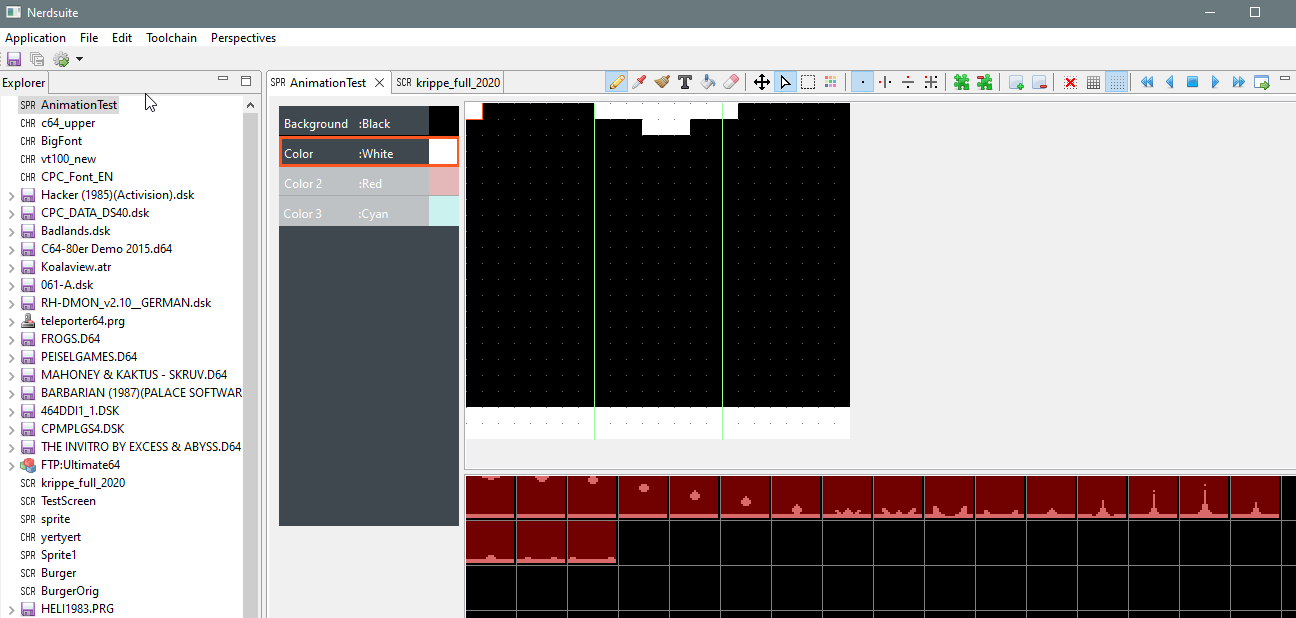 Nerdsuite
Application File Edit Toolchain Perspectives
Explorer
SPR AnimationTest
CHR c64_upper
CHR BigFont
CHR vt100_new
CHR CPC_Font_EN
Hacker (1985)(Activision).dsk
CPC_DATA_DS40.dsk
Badlands.dsk
C64-80er Demo 2015.d64
Koalaview.atr
061-A.dsk
RH-DMON_v2.10__GERMAN.dsk
teleporter64.prg
FROGS.D64
PEISELGAMES.D64
MAHONEY & KAKTUS - SKRUV.D64
BARBARIAN (1987)(PALACE SOFTWAR
464DDI1_1.DSK
CPMPLGS4.DSK
THE INVITRO BY EXCESS & ABYSS.D64
FTP:Ultimate64
SCR krippe_full_2020
SCR TestScreen
SPR sprite
CHR yertyert
SPR Sprite1
SCR Burger
SCR BurgerOrig
HELI1983.PRG
SPR AnimationTest
SCR krippe_full_2020
T
Background :Black
Color :White
Color 2 :Red
Color 3 :Cyan